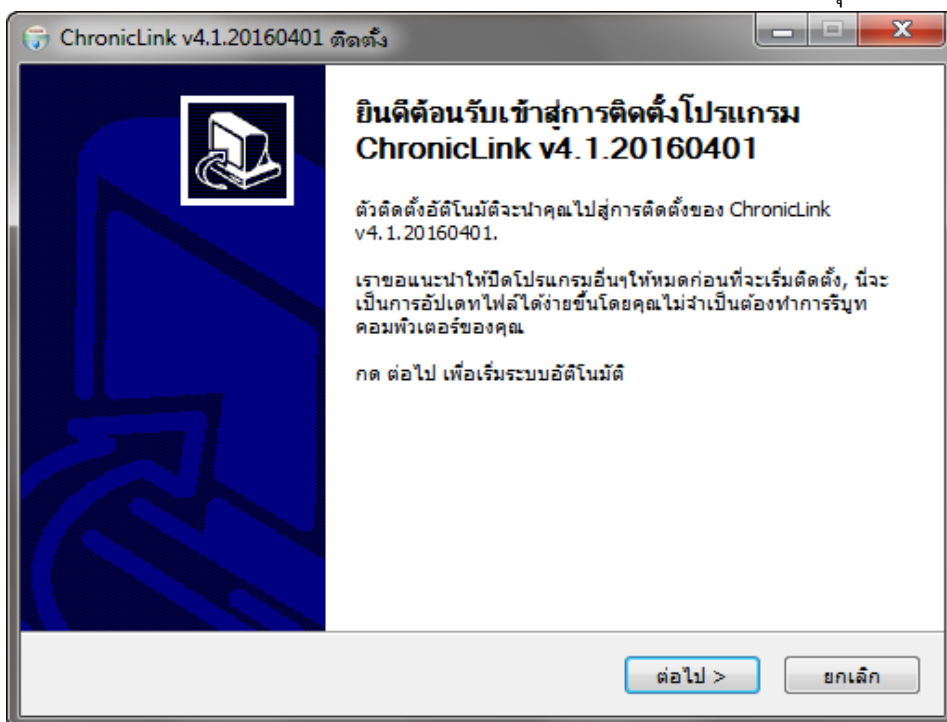 ChronicLink v4.1.20160401 ติดตั้ง
ยินดีต้อนรับเข้าสู่การติดตั้งโปรแกรม
ChronicLink v4.1.20160401
ตัวติดตั้งอัติโนมัติจะนำคุณไปสู่การติดตั้งของ ChronicLink
v4.1.20160401.
เราขอแนะนำให้ปิดโปรแกรมอื่นๆให้หมดก่อนที่จะเริ่มติดตั้ง, นี่จะ
เป็นการอัปเดทไฟล์ได้ง่ายขึ้นโดยคุณไม่จำเป็นต้องทำการรีบูท
คอมพิวเตอร์ของคุณ
กด ต่อไป เพื่อเริ่มระบบอัติโนมัติ
ต่อไป >
ยกเลิก